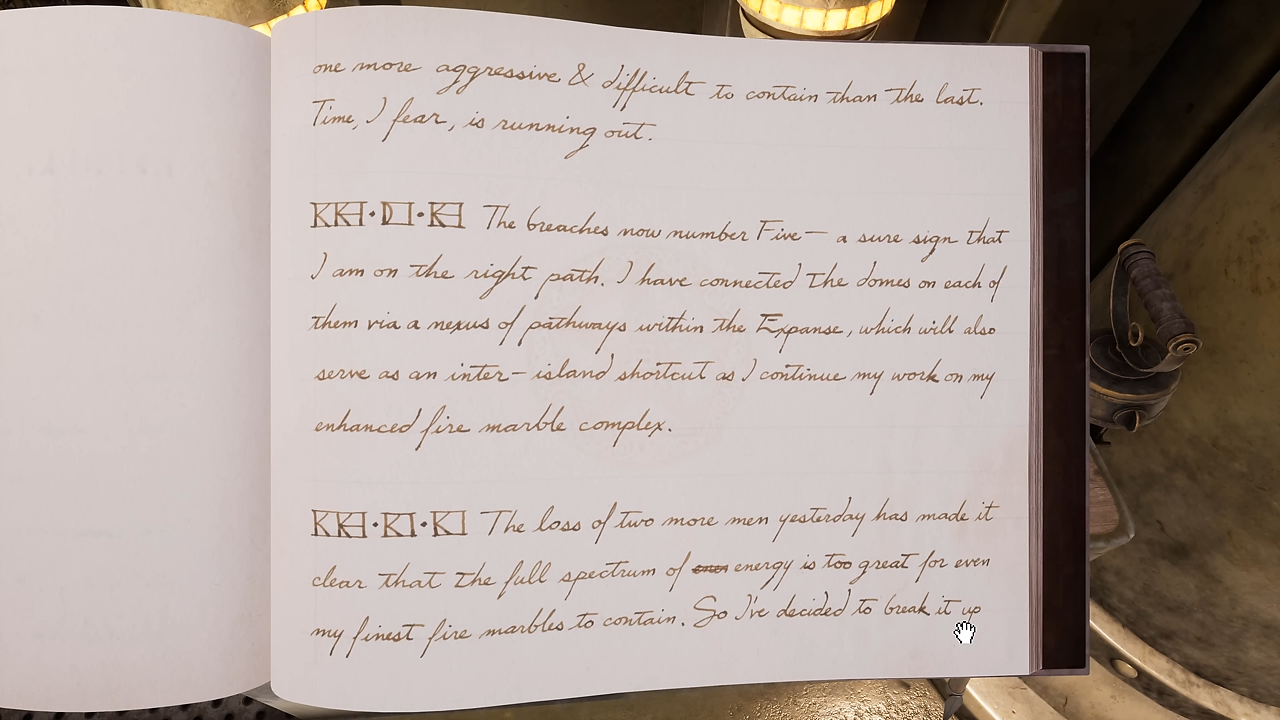 one more aggressive & difficult to contain than the last.
Time, I fear, is running out.
The breaches now number Five — a sure sign that
I am on the right path. I have connected the domes on each of
them via a nexus of pathways within the Expanse, which will also
serve as an inter-island shortcut as I continue my work on my
enhanced fire marble complex.
The loss of two more men yesterday has made it
clear that the full spectrum of ener energy is too great for even
my finest fire marbles to contain. So I've decided to break it up